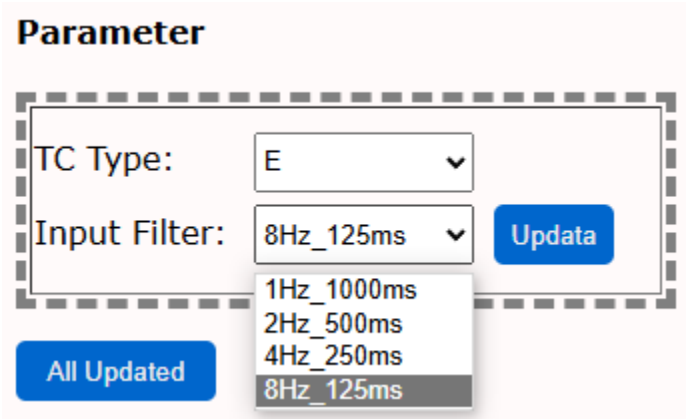 Parameter
TC Type: E
Input Filter: 8Hz_125ms Updata
1Hz_1000ms
2Hz_500ms
4Hz_250ms
8Hz_125ms
All Updated